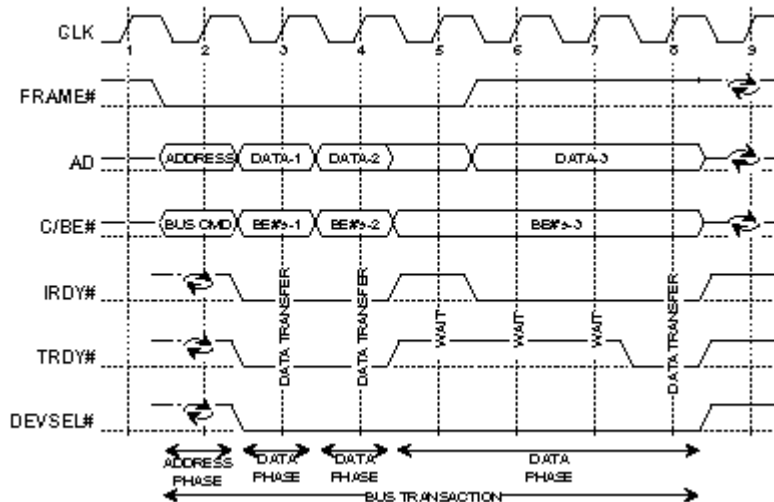 CLK
1 2 3 4 5 6 7 8 9
FRAME#
AD
ADDRESS DATA-1 DATA-2 DATA-3
C/BE#
BUS CMD BE#'s-1 BE#'s-2 BE#'s-3
IRDY#
TRDY#
DEVSEL#
DATA TRANSFER
DATA TRANSFER
WAIT
WAIT
WAIT
DATA TRANSFER
ADDRESS
PHASE
DATA
PHASE
DATA
PHASE
DATA
PHASE
BUS TRANSACTION